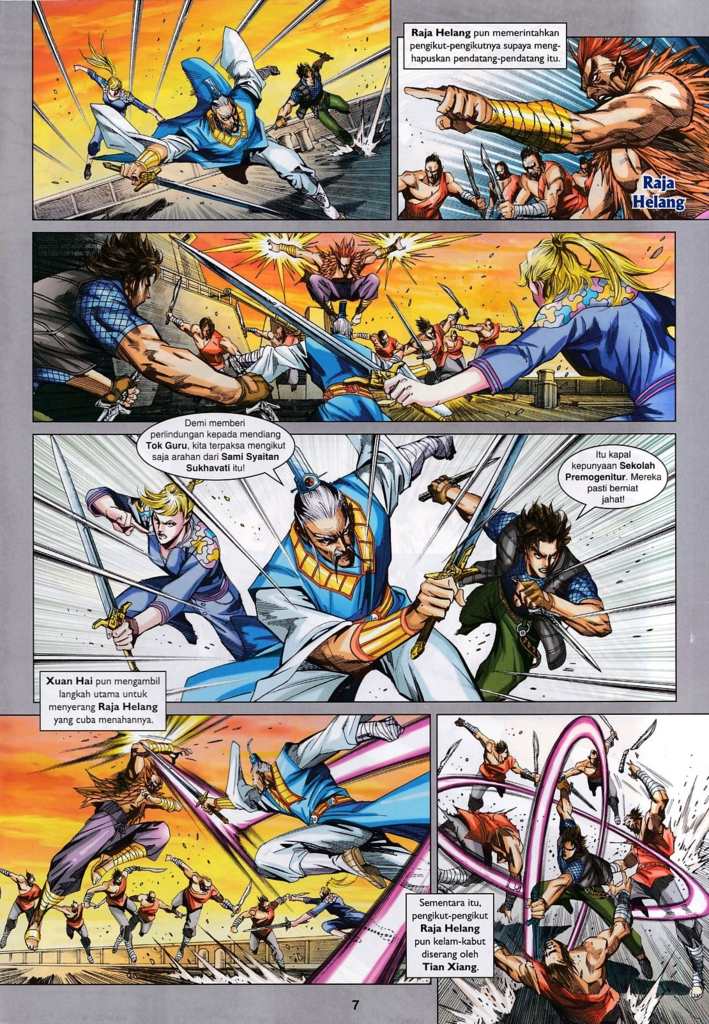 Raja Helang pun memerintahkan
pengikut-pengikutnya supaya meng-
hapuskan pendatang-pendatang itu.
Raja
Helang
Demi memberi
perlindungan kepada mendiang
Tok Guru, kita terpaksa mengikut
saja arahan dari Sami Syaitan
Sukhavati itu!
Itu kapal
kepunyaan Sekolah
Premogenitur. Mereka
pasti berniat
jahat!
Xuan Hai pun mengambil
langkah utama untuk
menyerang Raja Helang
yang cuba menahannya.
Sementara itu,
pengikut-pengikut
Raja Helang
pun kelam-kabut
diserang oleh
Tian Xiang.
7